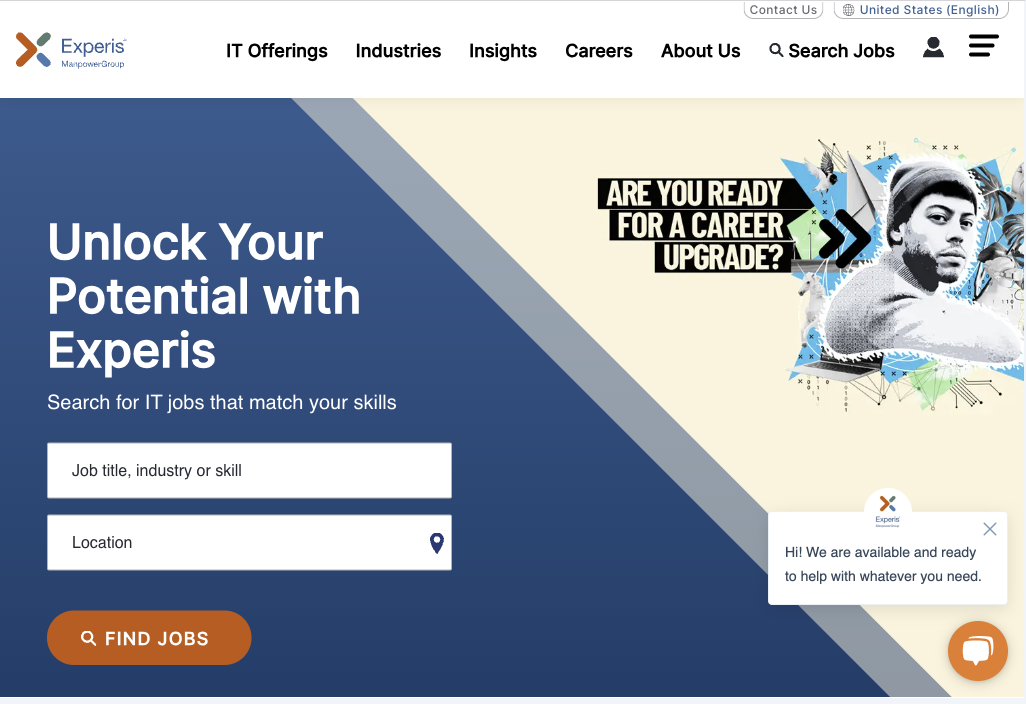 Contact Us
United States (English)
Experis
ManpowerGroup
IT Offerings
Industries
Insights
Careers
About Us
Search Jobs
ARE YOU READY
FOR A CAREER
UPGRADE?
Unlock Your
Potential with
Experis
Search for IT jobs that match your skills
Job title, industry or skill
Location
FIND JOBS
Experis
ManpowerGroup
Hi! We are available and ready
to help with whatever you need.